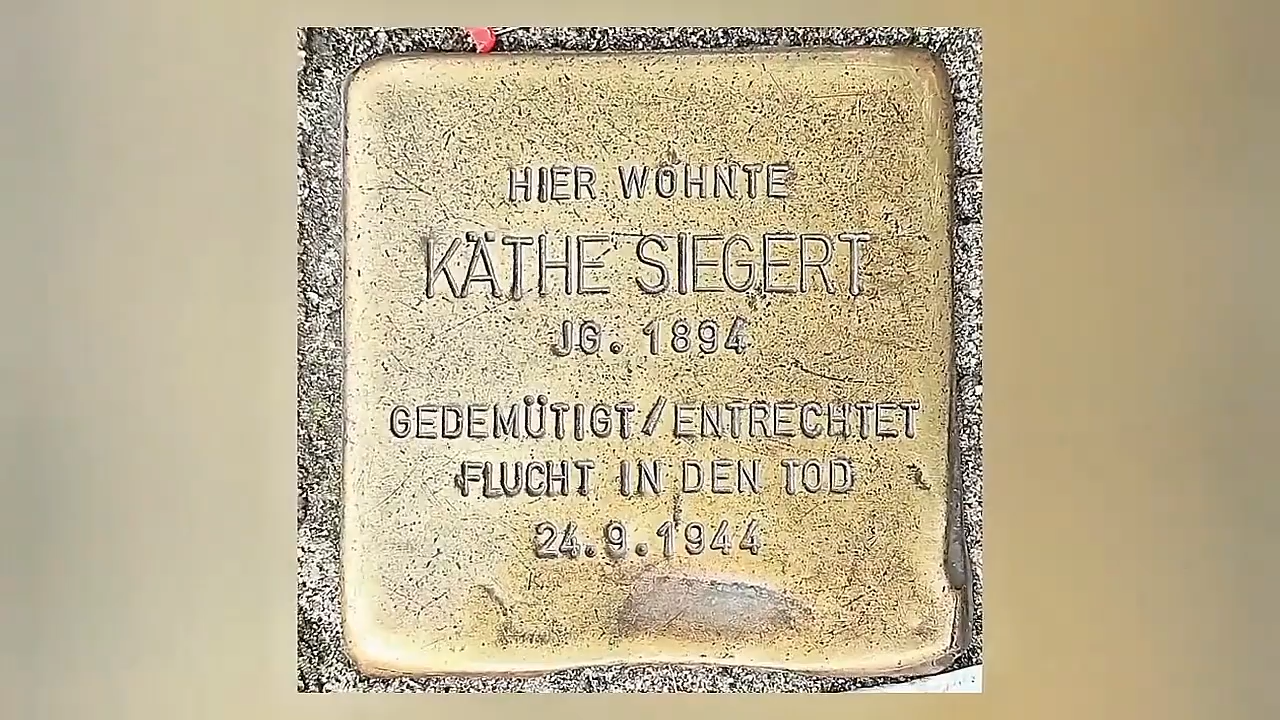 HIER WOHNTE
KÄTHE SIEGERT
JG. 1894
GEDEMÜTIGT/ENTRECHTET
FLUCHT IN DEN TOD
24.9.1944